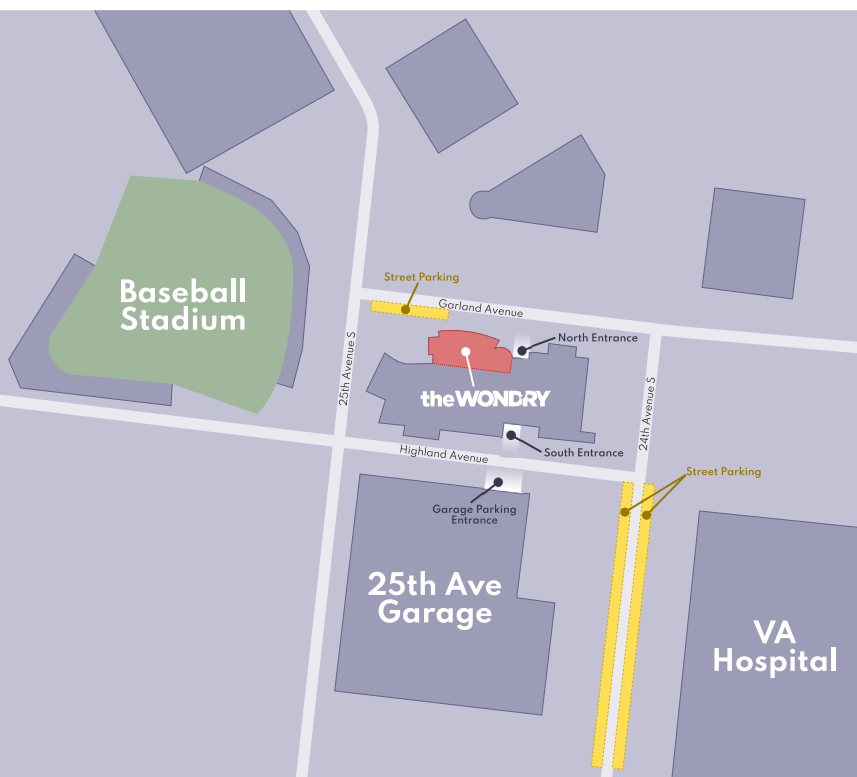 Street Parking
Garland Avenue
Baseball
Stadium
North Entrance
25th Avenue S
theWONDRY
24th Avenue S
South Entrance
Highland Avenue
Street Parking
Garage Parking
Entrance
25th Ave
Garage
VA
Hospital